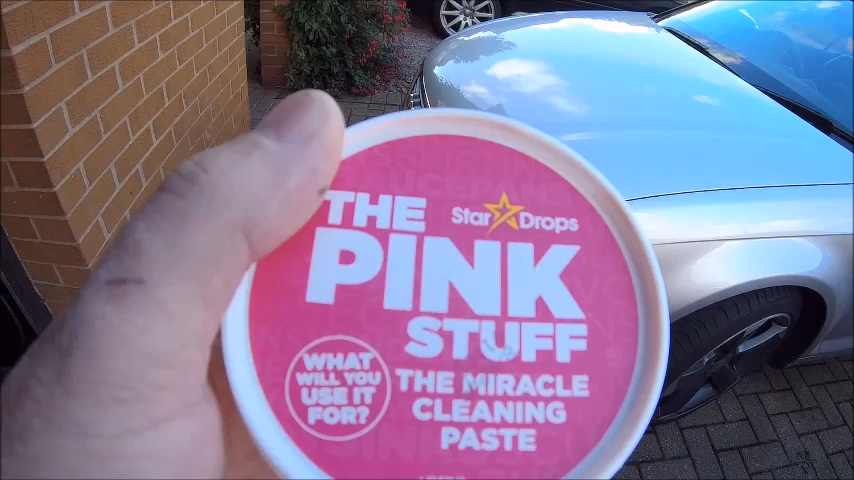 THE
Star Drops
PINK
STUFF
WHAT
WILL YOU
USE IT
FOR?
THE MIRACLE
CLEANING
PASTE